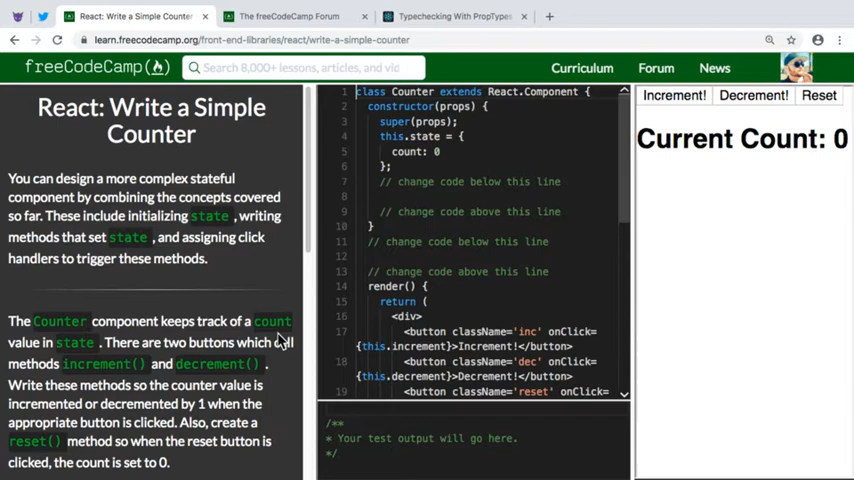 React: Write a Simple Counter
The freeCodeCamp Forum
Typechecking With PropTypes
learn.freecodecamp.org/front-end-libraries/react/write-a-simple-counter
freeCodeCamp
Search 8,000+ lessons, articles, and vid
Curriculum
Forum
News
React: Write a Simple
Counter
You can design a more complex stateful
component by combining the concepts covered
so far. These include initializing state , writing
methods that set state , and assigning click
handlers to trigger these methods.
The Counter component keeps track of a count
value in state . There are two buttons which call
methods increment() and decrement() .
Write these methods so the counter value is
incremented or decremented by 1 when the
appropriate button is clicked. Also, create a
reset() method so when the reset button is
clicked, the count is set to 0.
1 class Counter extends React.Component {
2 constructor(props) {
3 super(props);
4 this.state = {
5 count: 0
6 };
7 // change code below this line
8
9 // change code above this line
10 }
11 // change code below this line
12
13 // change code above this line
14 render() {
15 return (
16 <div>
17 <button className='inc' onClick=
{this.increment}>Increment!</button>
18 <button className='dec' onClick=
{this.decrement}>Decrement!</button>
19 <button className='reset' onClick=
/**
* Your test output will go here.
*/
Increment!
Decrement!
Reset
Current Count: 0